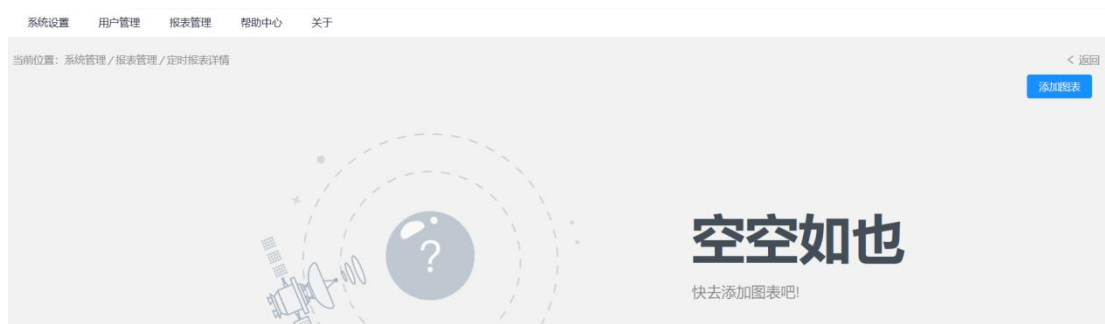 系统设置 用户管理 报表管理 帮助中心 关于
当前位置：系统管理/报表管理/定时报表详情 < 返回
添加图表
?
空空如也
快去添加图表吧!